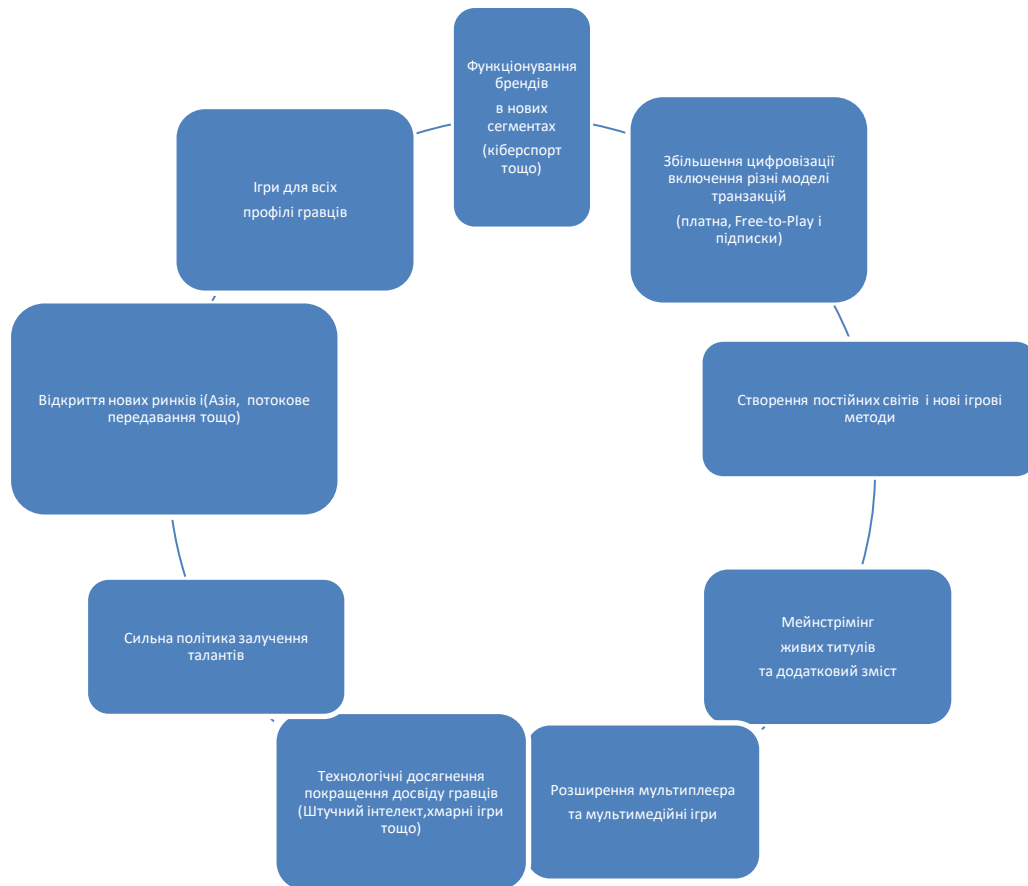 Функціонування
брендів
в нових
сегментах
(кіберспорт
тощо)
Збільшення цифровізації
включення різні моделі
транзакцій
(платна, Free-to-Play і
підписки)
Створення постійних світів і нові ігрові
методи
Мейнстрімінг
живих титулів
та додатковий зміст
Розширення мультиплеєра
та мультимедійні ігри
Технологічні досягнення
покращення досвіду гравців
(Штучний інтелект,хмарні ігри
тощо)
Сильна політика залучення
талантів
Відкриття нових ринків і(Азія, потокове
передавання тощо)
Ігри для всіх
профілі гравців